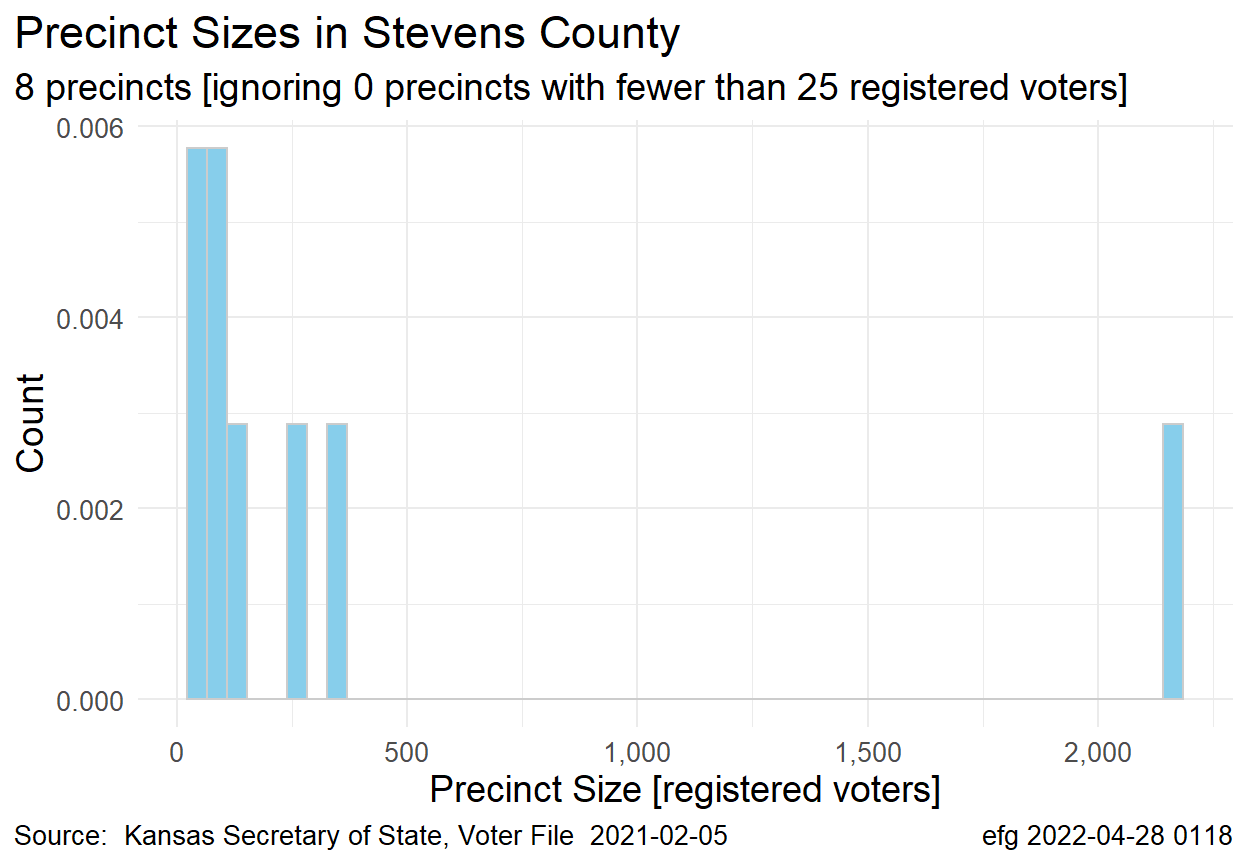 Precinct Sizes in Stevens County
8 precincts [ignoring 0 precincts with fewer than 25 registered voters]
0.006
0.004
0.002
0.000
Count
0 500 1,000 1,500 2,000
Precinct Size [registered voters]
Source:  Kansas Secretary of State, Voter File  2021-02-05
efg 2022-04-28 0118